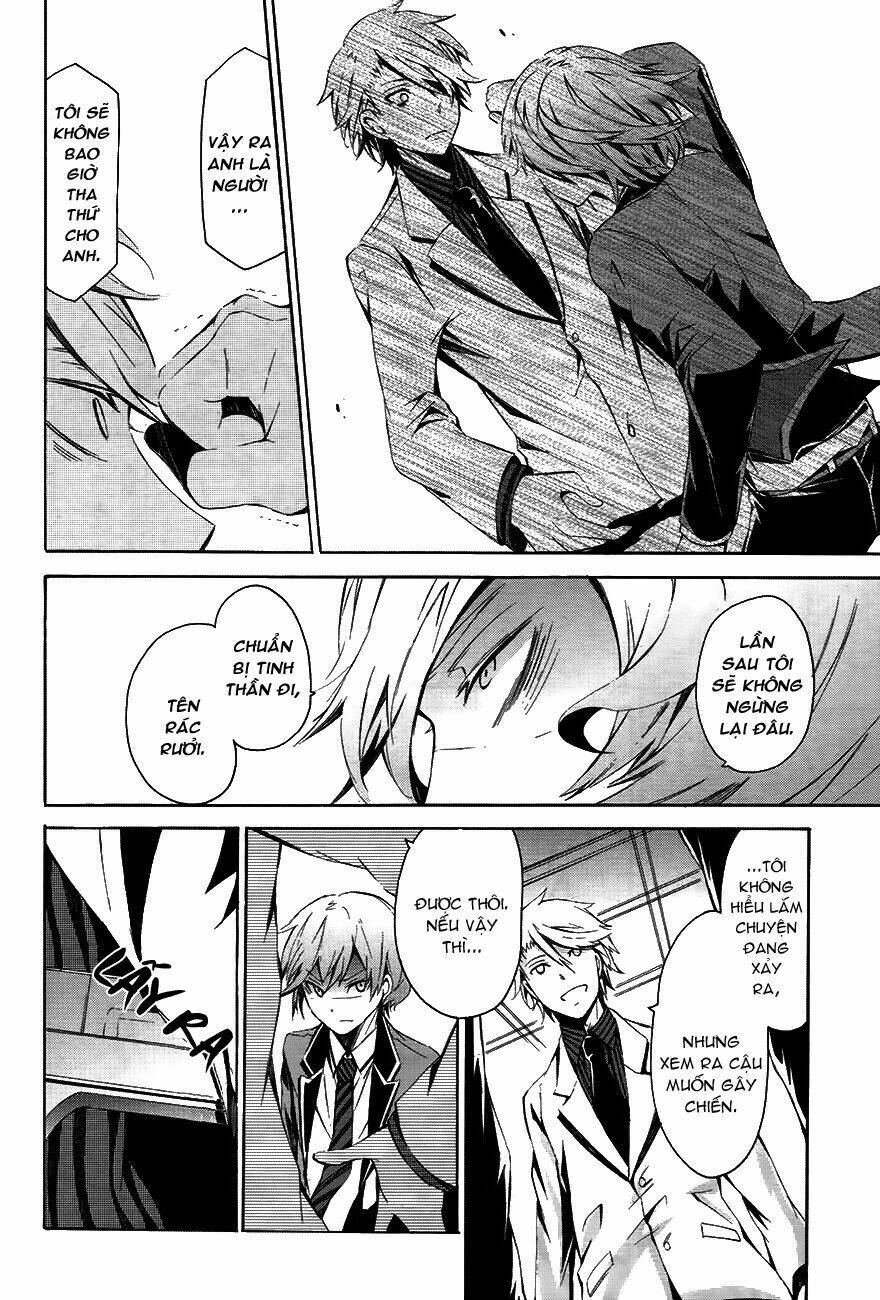 VẬY RA
ANH LÀ
NGƯỜI
...
TÔI SẼ
KHÔNG
BAO
GIỜ
THA
THỨ
CHO
ANH.
LẦN
SAU TÔI
SẼ KHÔNG
NGỪNG
LẠI ĐÂU.
CHUẨN
BỊ TINH
THẦN ĐI,
TÊN
RÁC
RƯỞI.
...TÔI
KHÔNG
HIỂU LẮM
CHUYỆN
ĐANG
XẢY
RA,
NHƯNG
XEM RA CẬU
MUỐN GÂY
CHIẾN.
ĐƯỢC THÔI.
NẾU VẬY
THÌ...
LẤY RA